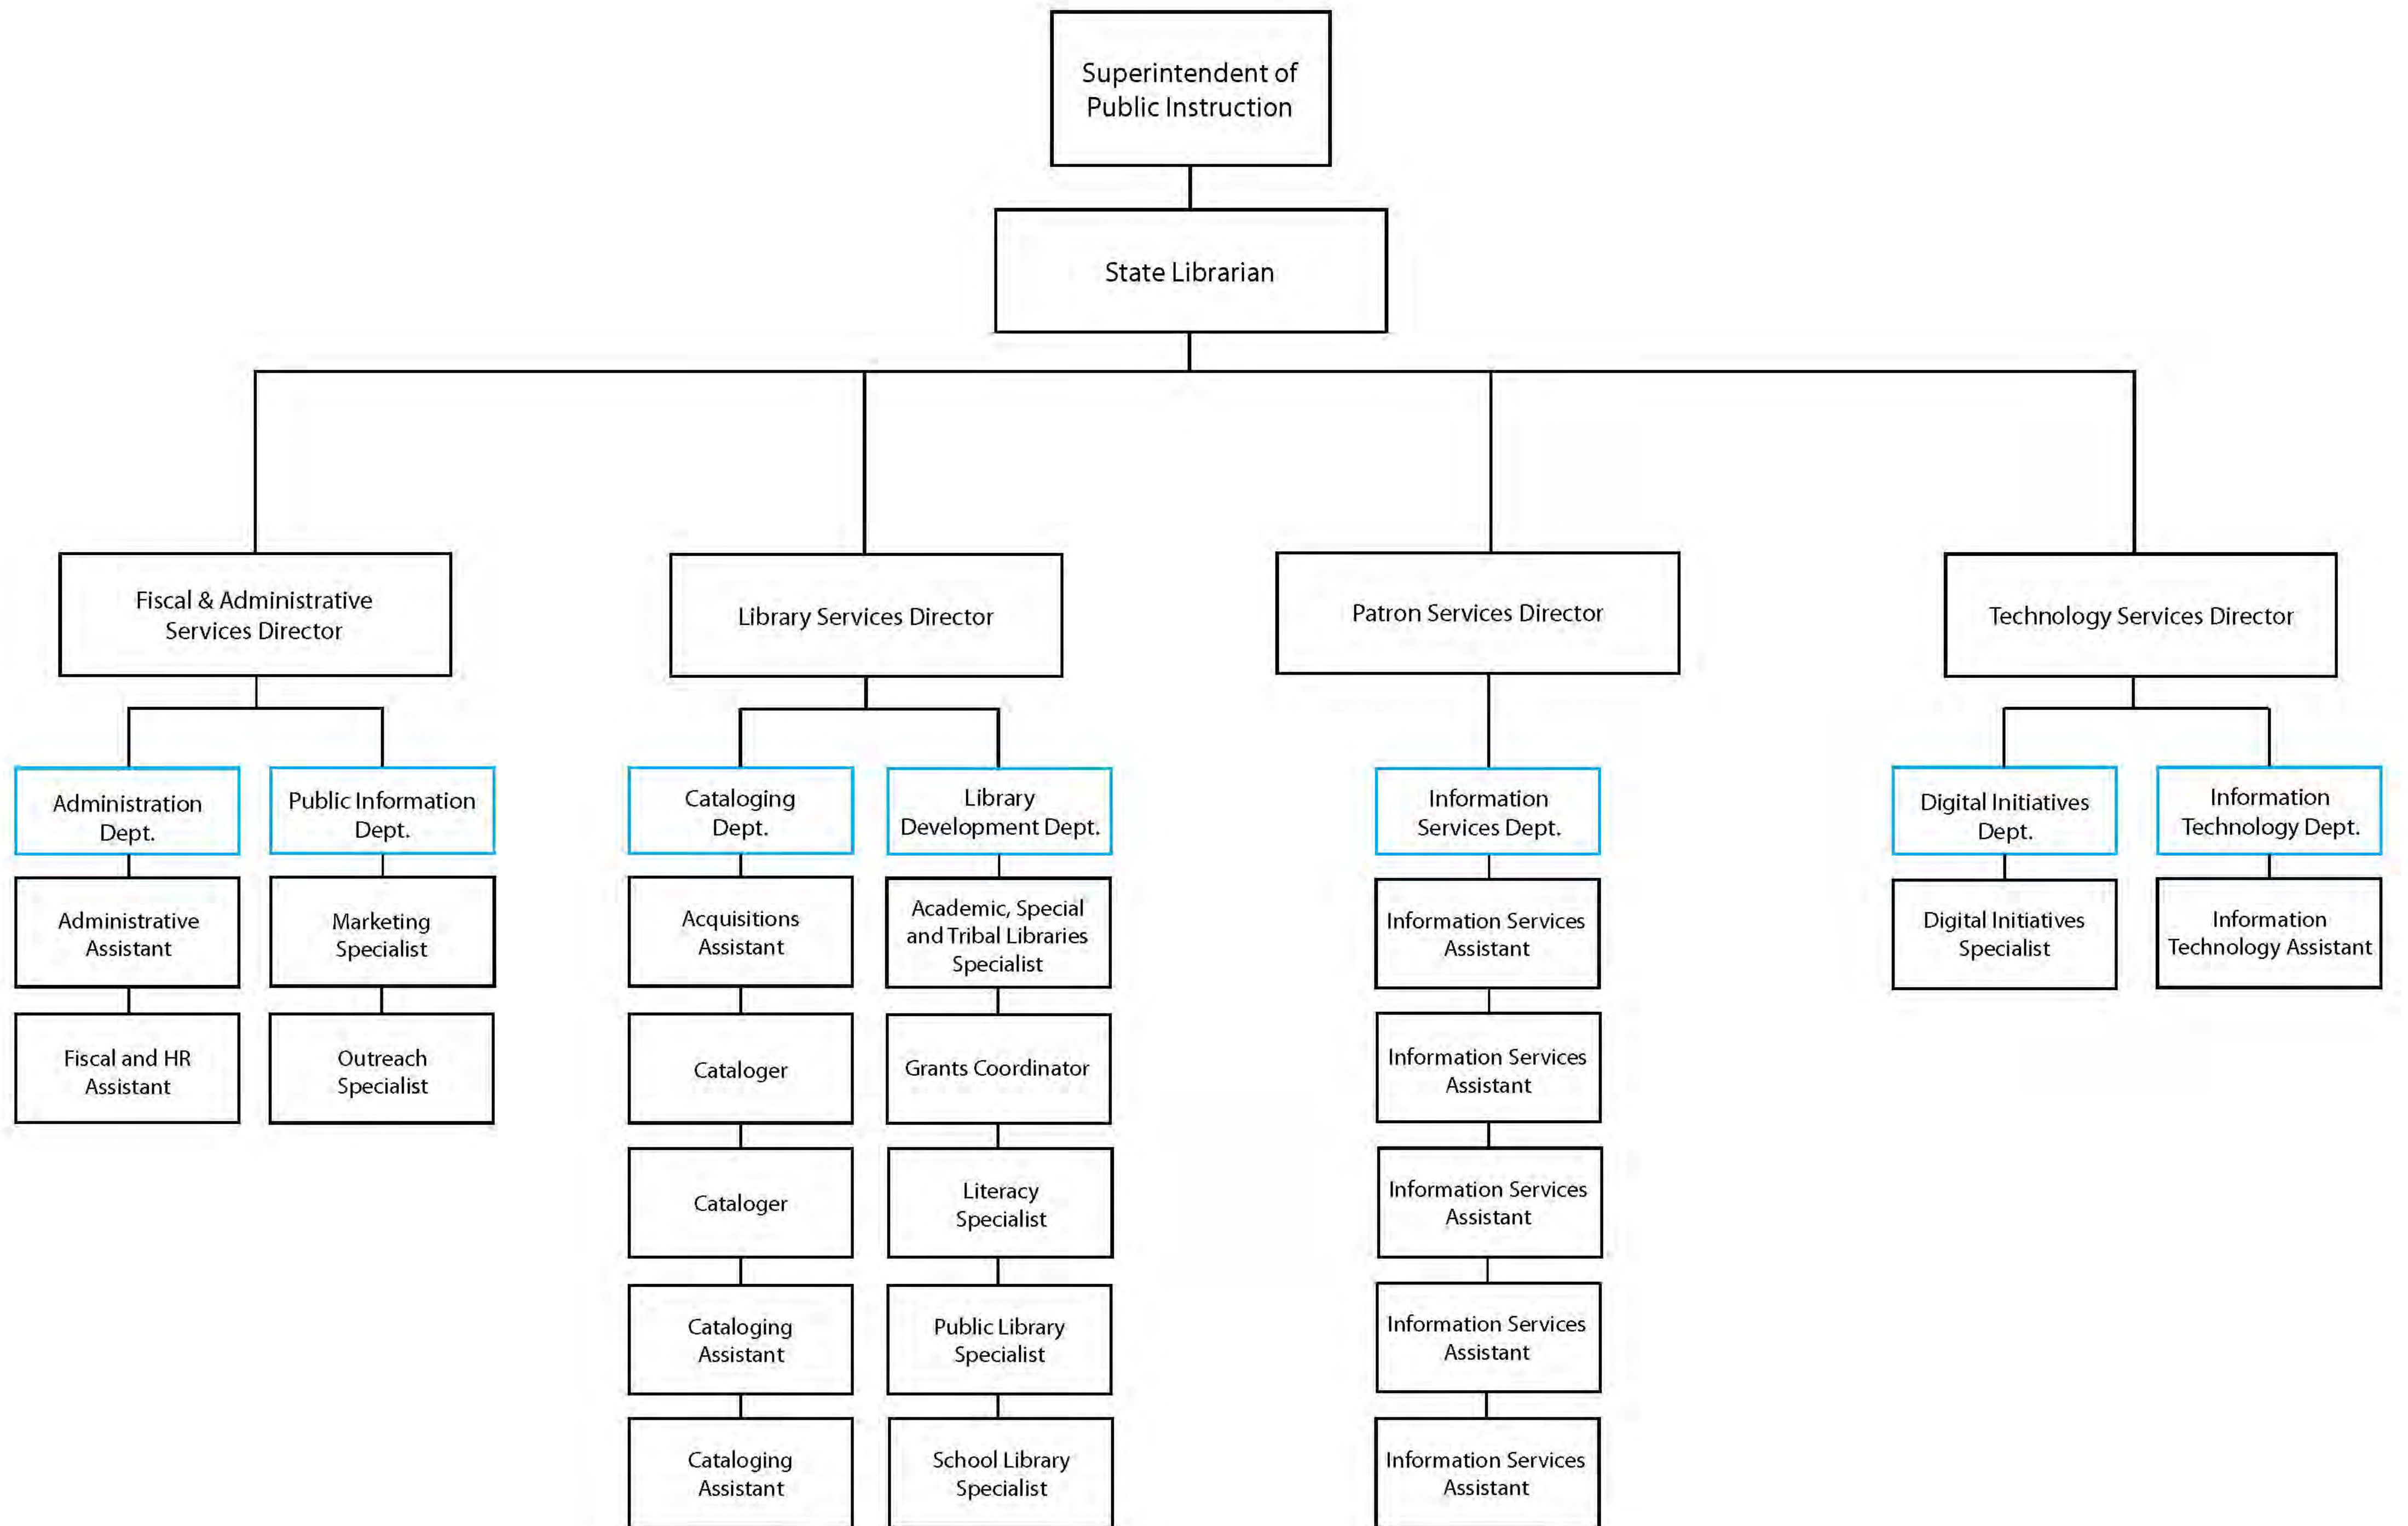 Superintendent of
Public Instruction
State Librarian
Fiscal & Administrative
Services Director
Library Services Director
Patron Services Director
Technology Services Director
Administration
Dept.
Public Information
Dept.
Cataloging
Dept.
Library
Development Dept.
Information
Services Dept.
Digital Initiatives
Dept.
Information
Technology Dept.
Administrative
Assistant
Marketing
Specialist
Acquisitions
Assistant
Academic, Special
and Tribal Libraries
Specialist
Information Services
Assistant
Digital Initiatives
Specialist
Information
Technology Assistant
Fiscal and HR
Assistant
Outreach
Specialist
Cataloger
Grants Coordinator
Information Services
Assistant
Cataloger
Literacy
Specialist
Information Services
Assistant
Cataloging
Assistant
Public Library
Specialist
Information Services
Assistant
Cataloging
Assistant
School Library
Specialist
Information Services
Assistant